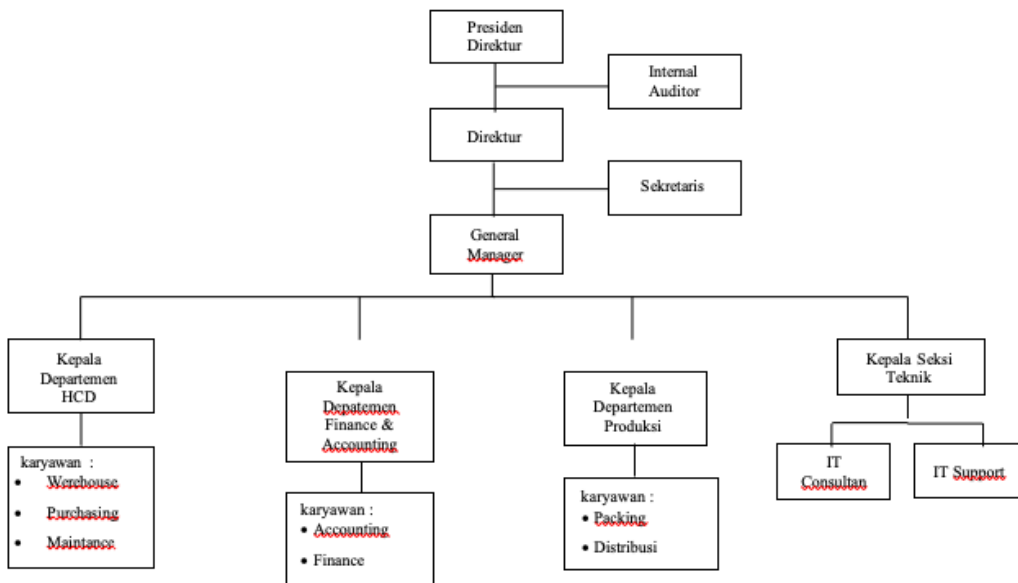 Presiden
Direktur
Internal
Auditor
Direktur
Sekretaris
General
Manager
Kepala
Departemen
HCD
Kepala
Depatemen
Finance &
Accounting
Kepala
Departemen
Produksi
Kepala Seksi
Teknik
karyawan :
• Werehouse
• Purchasing
• Maintance
karyawan :
• Accounting
• Finance
karyawan :
• Packing
• Distribusi
IT
Consultan
IT Support